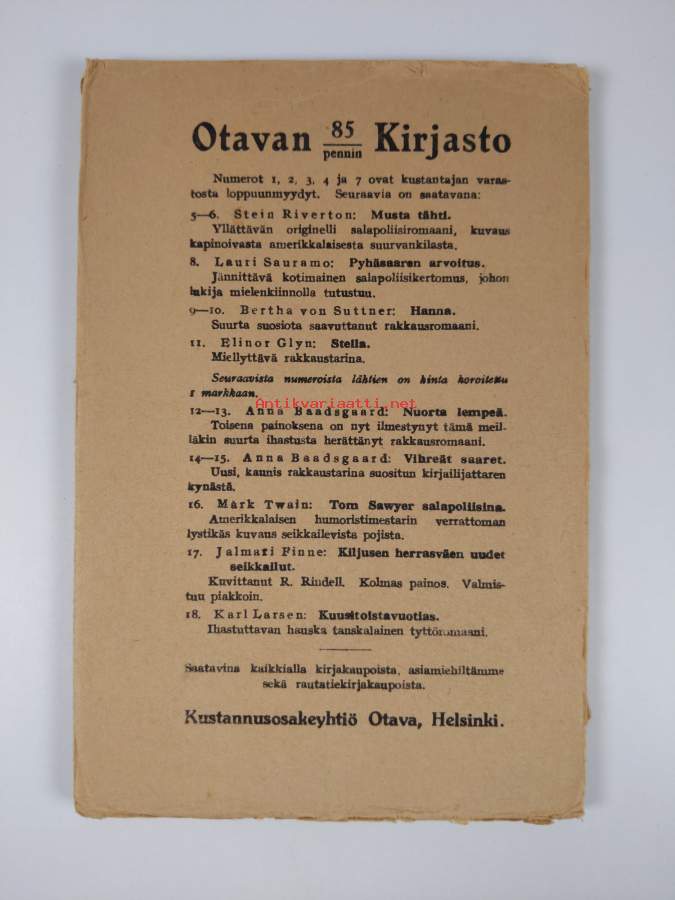 Otavan 85 pennin Kirjasto
Numerot 1, 2, 3, 4 ja 7 ovat kustantajan varas-
tosta loppuunmyydyt. Seuraavia on saatavana:
5—6. Stein Riverton: Musta tähti.
Yllättävän originelli salapoliisiromaani, kuvaus
kapinoivasta amerikkalaisesta suurvankilasta.
8. Lauri Sauramo: Pyhäsaaren arvoitus.
Jännittävä kotimainen salapoliisikertomus, johon
lukija mielenkiinnolla tutustuu.
9—10. Bertha von Suttner: Hanna.
Suurta suosiota saavuttanut rakkausromaani.
11. Elinor Glyn: Stella.
Miellyttävä rakkaustarina.
Seuraavista numeroista lähtien on hinta koroitettu
1 markkaan.
Antikvariaatti.net
12—13. Anna Baadsgaard: Nuorta lempeä.
Toisena painoksena on nyt ilmestynyt tämä meil-
läkin suurta ihastusta herättänyt rakkausromaani.
14—15. Anna Baadsgaard: Vihreät saaret.
Uusi, kaunis rakkaustarina suositun kirjailijattaren
kynästä.
16. Mark Twain: Tom Sawyer salapoliisina.
Amerikkalaisen humoristimestarin verrattoman
lystikäs kuvaus seikkailevista pojista.
17. Jalmari Finne: Kiljusen herrasväen uudet
seikkailut.
Kuvittanut R. Rindell. Kolmas painos. Valmis-
tuu piakkoin.
18. Karl Larsen: Kuusitoistavuotias.
Ihastuttavan hauska tanskalainen tyttöromaani.
Saatavina kaikkialla kirjakaupoista, asiamiehiltämme
sekä rautatiekirjakaupoista.
Kustannusosakeyhtiö Otava, Helsinki.